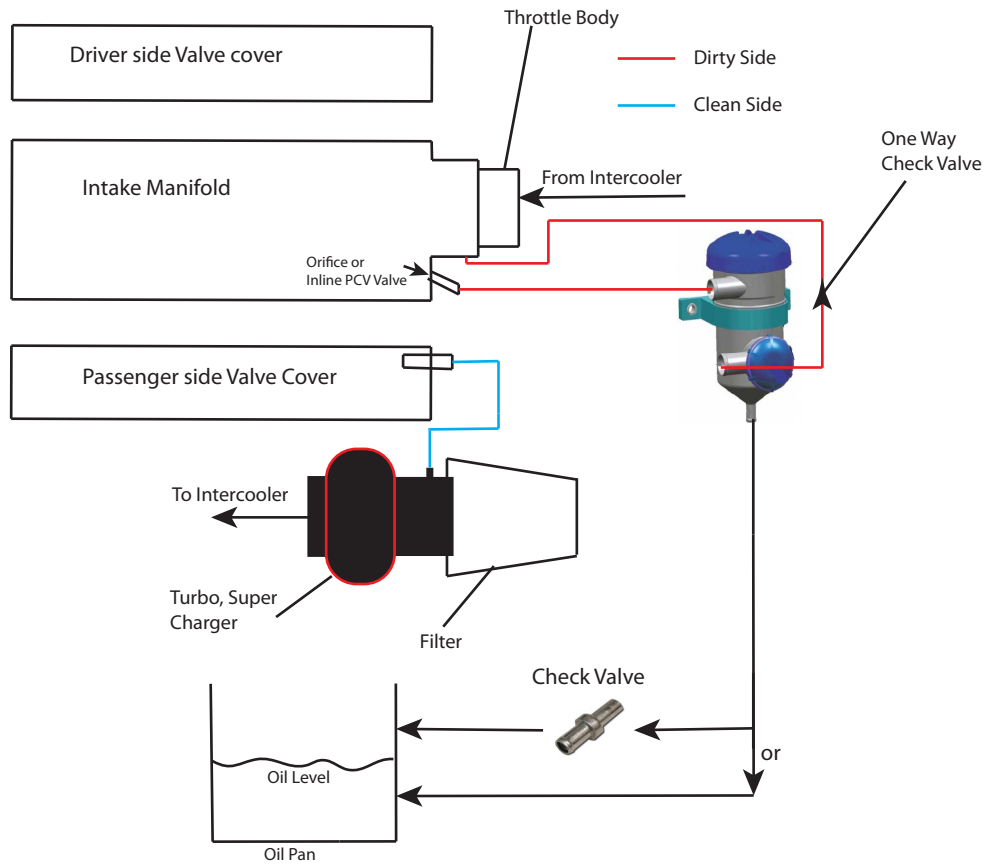 Throttle Body
Driver side Valve cover
Dirty Side
Clean Side
One Way
Check Valve
Intake Manifold
From Intercooler
Orifice or
Inline PCV Valve
Passenger side Valve Cover
To Intercooler
Turbo, Super
Charger
Filter
Check Valve
or
Oil Level
Oil Pan